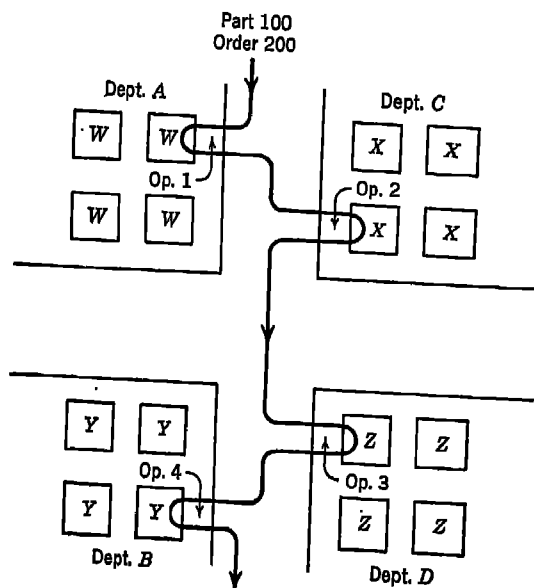 Part 100
Order 200
Dept. A
W
W
Op. 1
W
W
Dept. C
X
X
Op. 2
X
X
Y
Y
Op. 4
Y
Y
Dept. B
Z
Z
Op. 3
Z
Z
Dept. D